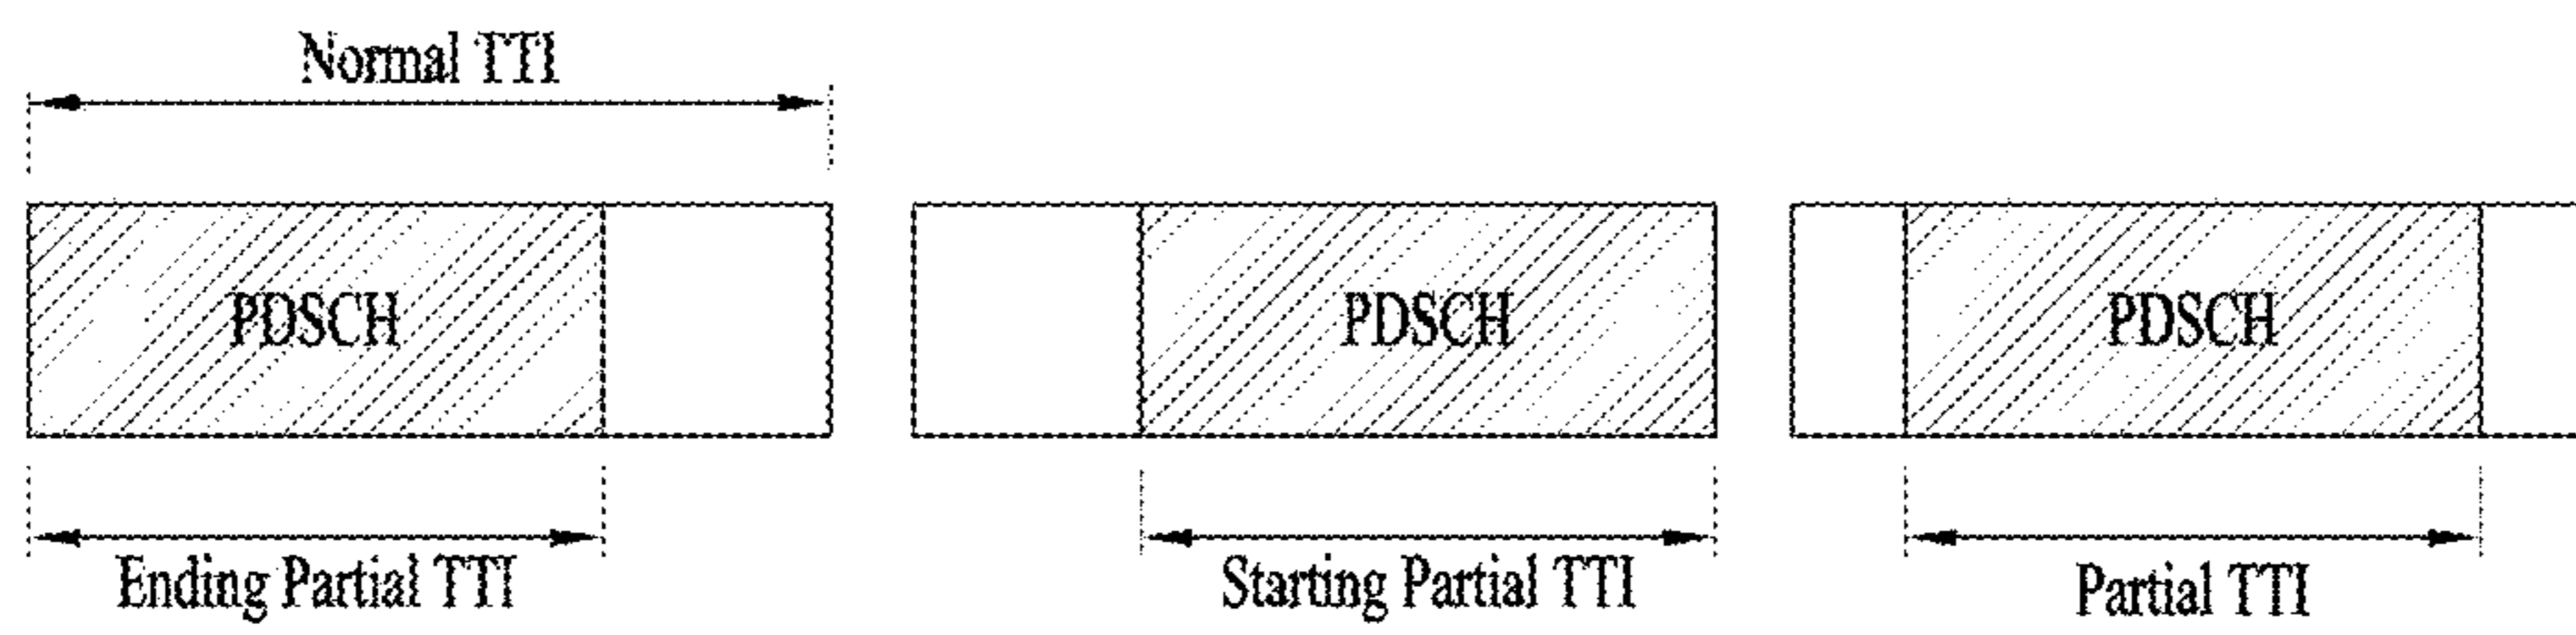 Normal TTI
PDSCH
PDSCH
PDSCH
Ending Partial TTI
Starting Partial TTI
Partial TTI